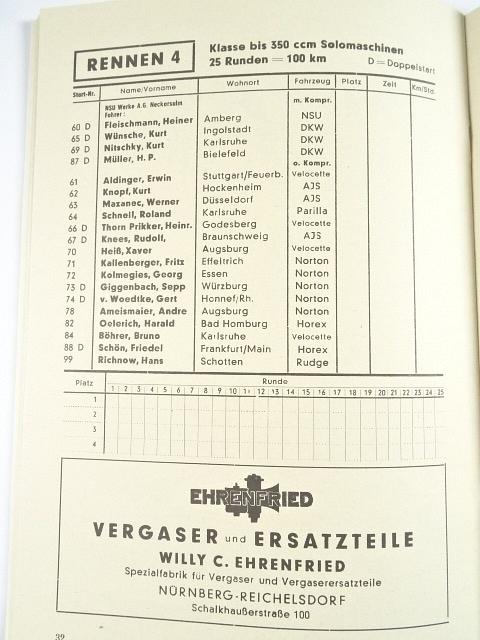 RENNEN 4
Klasse bis 350 ccm Solomaschinen
25 Runden = 100 km D = Doppelstart
Start-Nr. Name/Vorname Wohnort Fahrzeug Platz Zeit Km/Std.
NSU Werke A.G. Neckarsulm m. Kompr.
Fahrer:
60 D Fleischmann, Heiner Amberg NSU
65 D Wünsche, Kurt Ingolstadt DKW
69 D Nitschky, Kurt Karlsruhe DKW
87 D Müller, H. P. Bielefeld DKW
o. Kompr.
61 Aldinger, Erwin Stuttgart/Feuerb. Velocette
62 Knopf, Kurt Hockenheim AJS
63 Mazanec, Werner Düsseldorf AJS
64 Schnell, Roland Karlsruhe Parilla
66 D Thorn Prikker, Heinr. Godesberg Velocette
67 D Knees, Rudolf, Braunschweig AJS
70 Heiß, Xaver Augsburg Velocette
71 Kallenberger, Fritz Effeltrich Norton
72 Kolmegies, Georg Essen Norton
73 D Giggenbach, Sepp Würzburg Norton
74 D v. Woedtke, Gert Honnef/Rh. Norton
78 Ameismaier, Andre Augsburg Norton
82 Oelerich, Harald Bad Homburg Horex
84 Böhrer, Bruno Karlsruhe Velocette
88 D Schön, Friedel Frankfurt/Main Horex
99 Richnow, Hans Schotten Rudge
Platz Runde
1 2 3 4 5 6 7 8 9 10 11 12 13 14 15 16 17 18 19 20 21 22 23 24 25
1
2
3
4
EHRENFRIED
VERGASER und ERSATZTEILE
WILLY C. EHRENFRIED
Spezialfabrik für Vergaser und Vergaserersatzteile
NÜRNBERG-REICHELSDORF
Schalkhaußerstraße 100
32